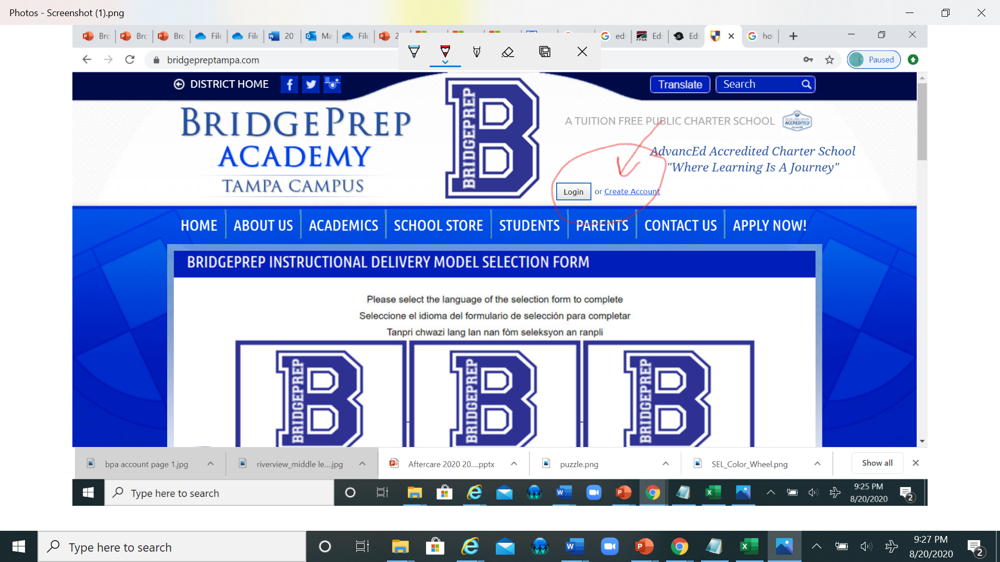 Photos - Screenshot (1).png
Brc Brc Brc File File 20 Ma File 2 ed: Ed: Ed: ho
bridgepreptampa.com
Paused
DISTRICT HOME
Translate
Search
BRIDGEPREP
ACADEMY
TAMPA CAMPUS
BRIDGEPREP
B
A TUITION FREE PUBLIC CHARTER SCHOOL
ACCREDITED
AdvancEd Accredited Charter School
"Where Learning Is A Journey"
Login or Create Account
HOME ABOUT US ACADEMICS SCHOOL STORE STUDENTS PARENTS CONTACT US APPLY NOW!
BRIDGEPREP INSTRUCTIONAL DELIVERY MODEL SELECTION FORM
Please select the language of the selection form to complete
Seleccione el idioma del formulario de selección para completar
Tanpri chwazi lang lan nan fòm seleksyon an ranpli
BRIDGEPREP B BRIDGEPREP B BRIDGEPREP B
bpa account page 1.jpg riverview_middle le....jpg Aftercare 2020 20....pptx puzzle.png SEL_Color_Wheel.png Show all
Type here to search
9:25 PM
8/20/2020
2
Type here to search
9:27 PM
8/20/2020
2